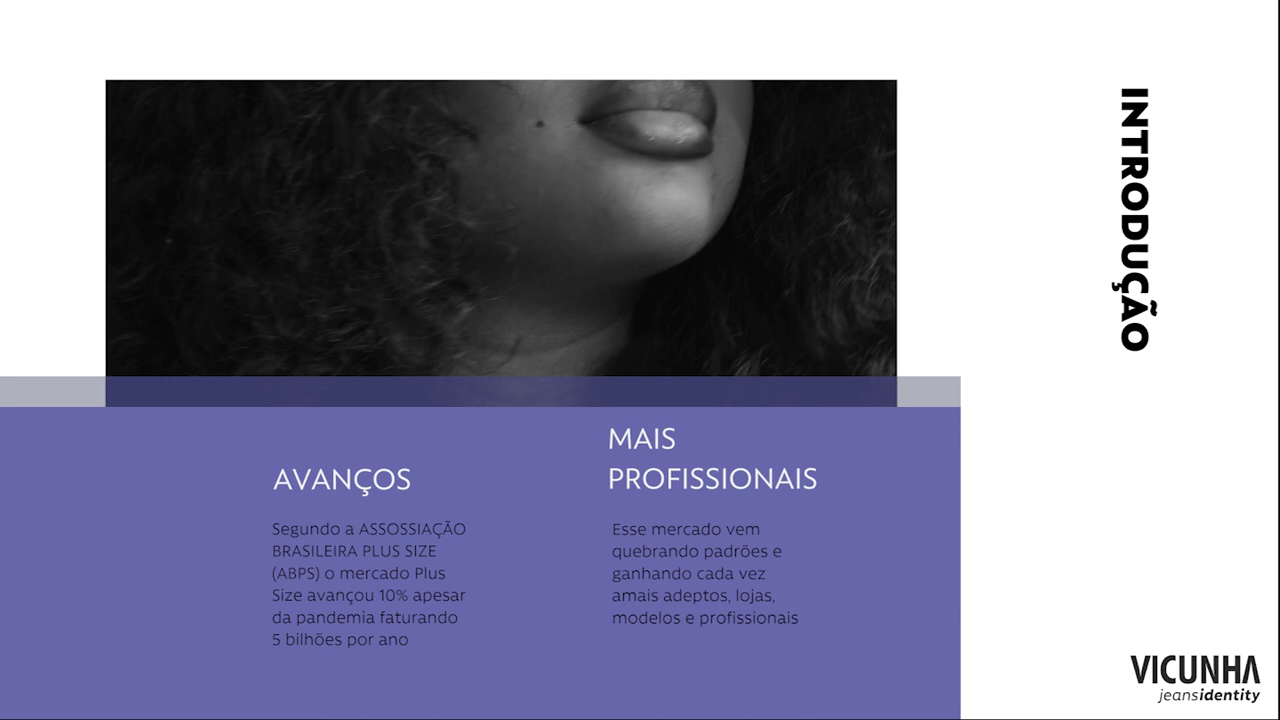 INTRODUÇÃO
AVANÇOS
Segundo a ASSOSSIAÇÃO
BRASILEIRA PLUS SIZE
(ABPS) o mercado Plus
Size avançou 10% apesar
da pandemia faturando
5 bilhões por ano
MAIS
PROFISSIONAIS
Esse mercado vem
quebrando padrões e
ganhando cada vez
amais adeptos, lojas,
modelos e profissionais
VICUNHA
jeansidentity